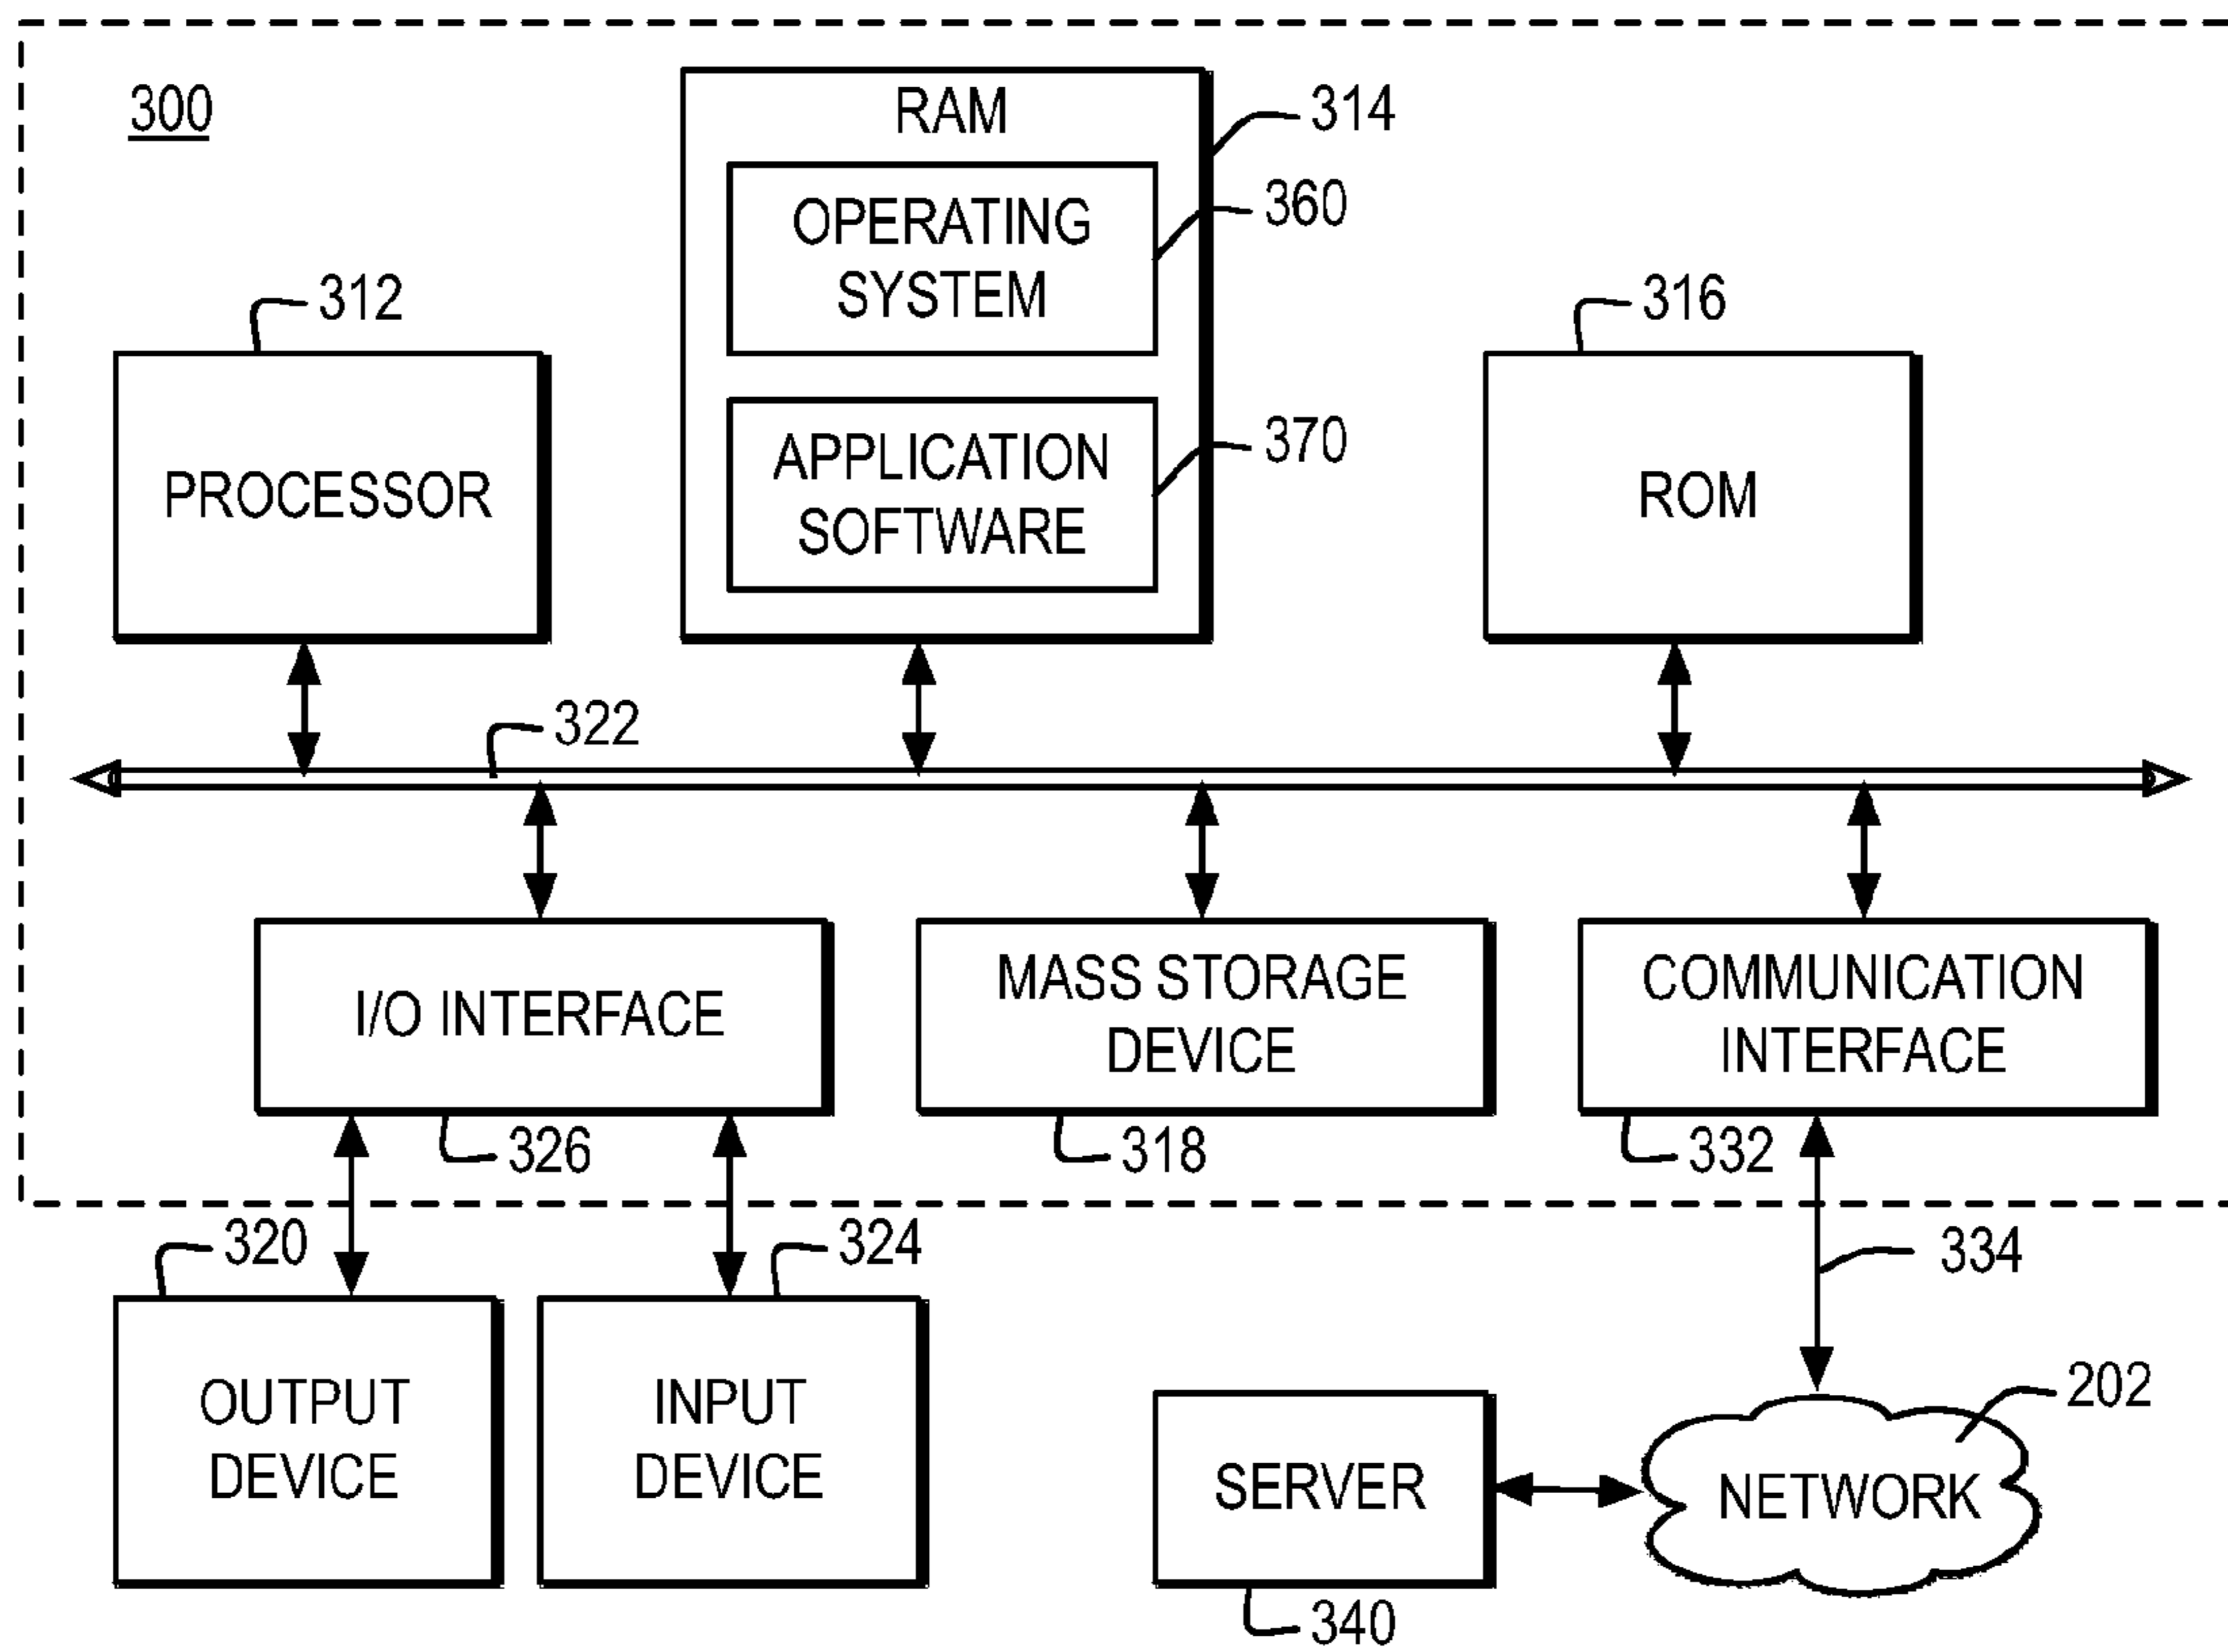 300
RAM
314
OPERATING
SYSTEM
360
312
316
APPLICATION
SOFTWARE
370
PROCESSOR
ROM
322
I/O INTERFACE
MASS STORAGE
DEVICE
COMMUNICATION
INTERFACE
326
318
332
320
324
334
OUTPUT
DEVICE
INPUT
DEVICE
SERVER
202
NETWORK
340